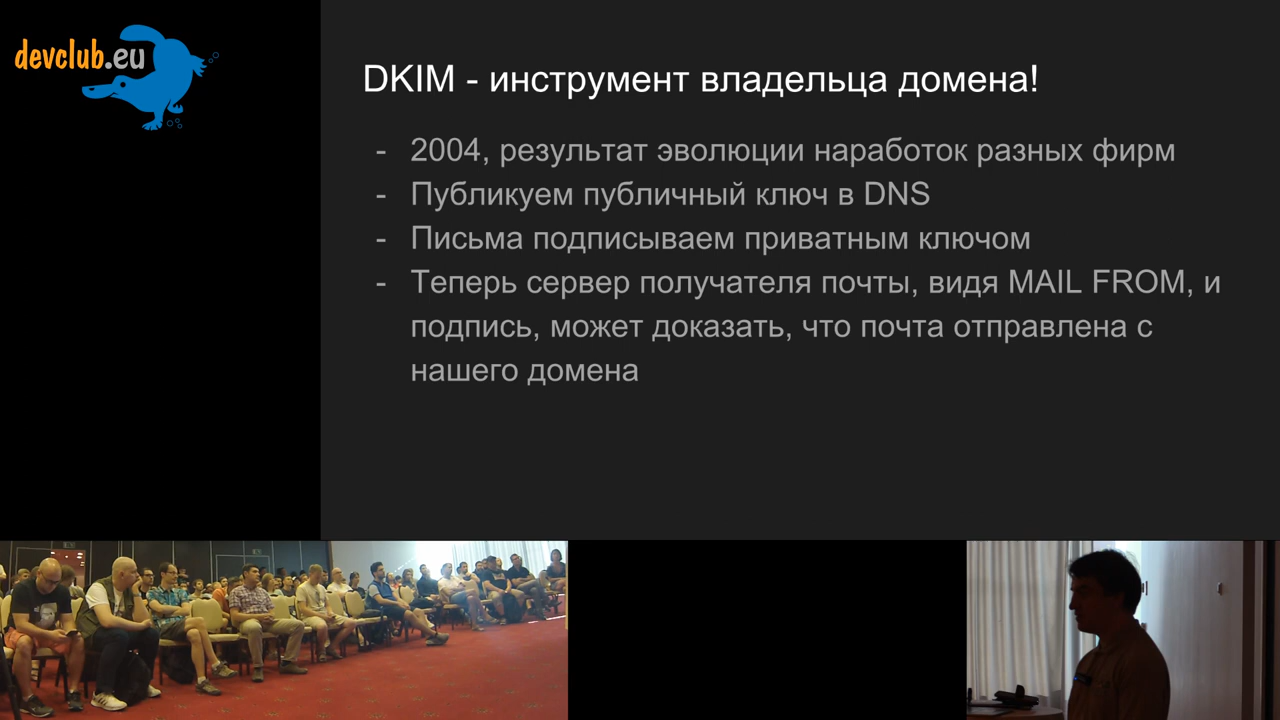 devclub.eu
DKIM - инструмент владельца домена!
- 2004, результат эволюции наработок разных фирм
- Публикуем публичный ключ в DNS
- Письма подписываем приватным ключом
- Теперь сервер получателя почты, видя MAIL FROM, и
подпись, может доказать, что почта отправлена с
нашего домена